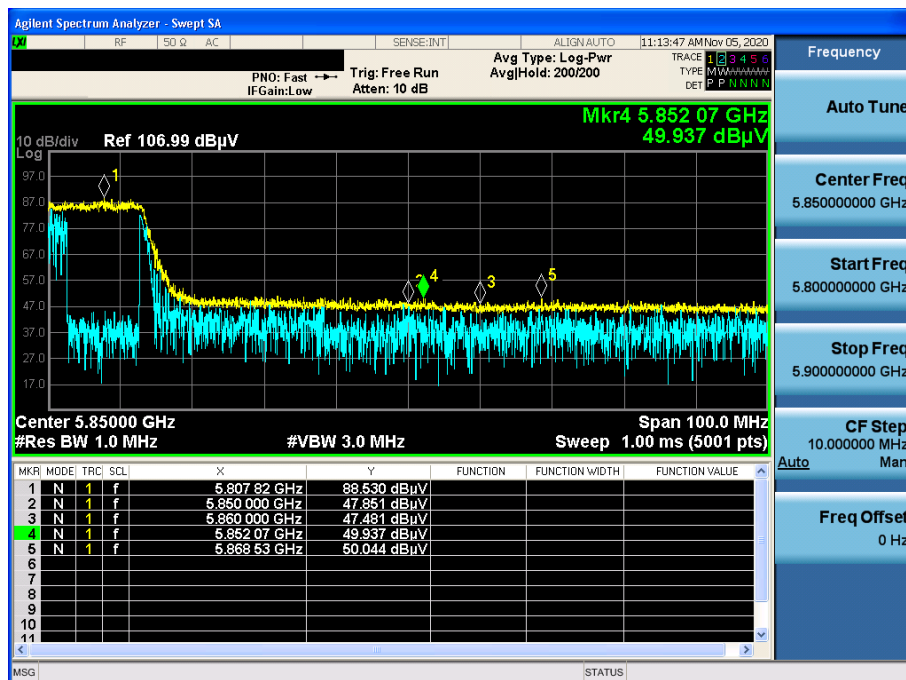 Agilent Spectrum Analyzer - Swept SA
LXI RF 50 Ω AC SENSE:INT ALIGN AUTO 11:13:47 AM Nov 05, 2020
Frequency
PNO: Fast
IFGain:Low
Trig: Free Run
Atten: 10 dB
Avg Type: Log-Pwr
Avg|Hold: 200/200
TRACE 1 2 3 4 5 6
TYPE MWWWWW
DET P P N N N N
Auto Tune
Mkr4 5.852 07 GHz
49.937 dBµV
10 dB/div Ref 106.99 dBµV
Log
97.0
87.0
77.0
67.0
57.0
47.0
37.0
27.0
17.0
1
4
3
5
Center 5.85000 GHz Span 100.0 MHz
#Res BW 1.0 MHz #VBW 3.0 MHz Sweep 1.00 ms (5001 pts)
Center Freq
5.850000000 GHz
Start Freq
5.800000000 GHz
Stop Freq
5.900000000 GHz
CF Step
10.000000 MHz
Auto Man
Freq Offset
0 Hz
MKR MODE TRC SCL X Y FUNCTION FUNCTION WIDTH FUNCTION VALUE
1 N 1 f 5.807 82 GHz 88.530 dBµV
2 N 1 f 5.850 000 GHz 47.851 dBµV
3 N 1 f 5.860 000 GHz 47.481 dBµV
4 N 1 f 5.852 07 GHz 49.937 dBµV
5 N 1 f 5.868 53 GHz 50.044 dBµV
6
7
8
9
10
11
MSG STATUS